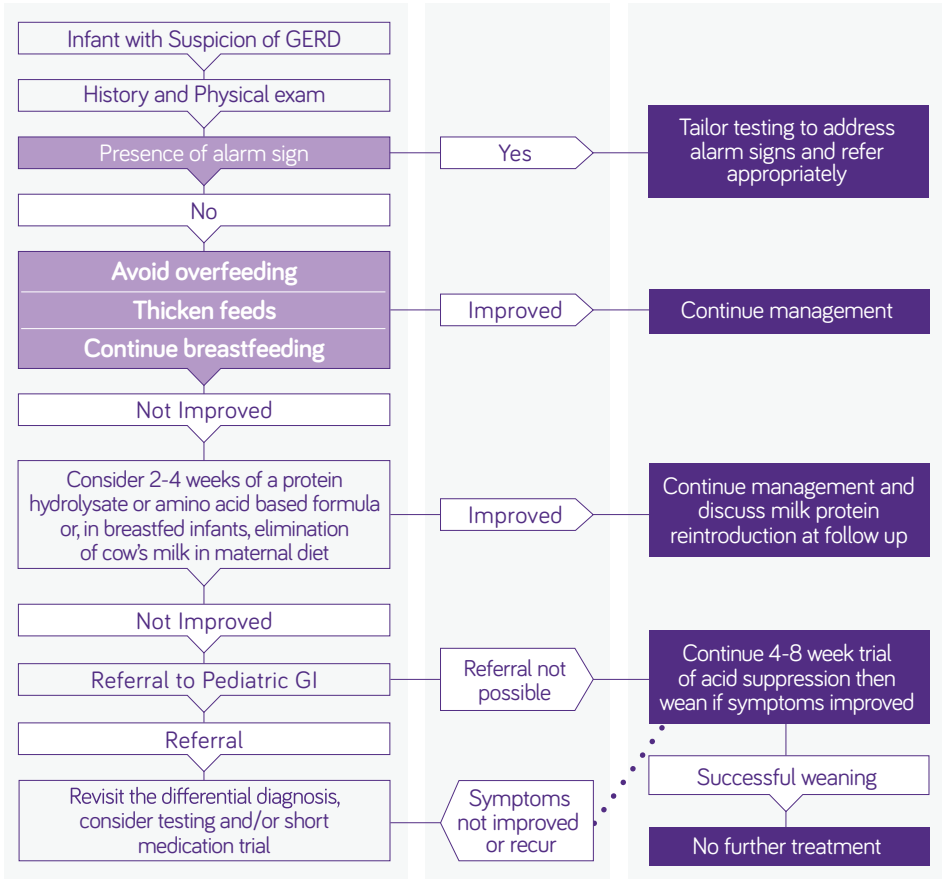 Infant with Suspicion of GERD
History and Physical exam
Presence of alarm sign
Yes
Tailor testing to address
alarm signs and refer
appropriately
No
Avoid overfeeding
Thicken feeds
Continue breastfeeding
Improved
Continue management
Not Improved
Consider 2-4 weeks of a protein
hydrolysate or amino acid based formula
or, in breastfed infants, elimination
of cow's milk in maternal diet
Improved
Continue management and
discuss milk protein
reintroduction at follow up
Not Improved
Referral to Pediatric GI
Referral not
possible
Continue 4-8 week trial
of acid suppression then
wean if symptoms improved
Referral
Successful weaning
Revisit the differential diagnosis,
consider testing and/or short
medication trial
Symptoms
not improved
or recur
No further treatment